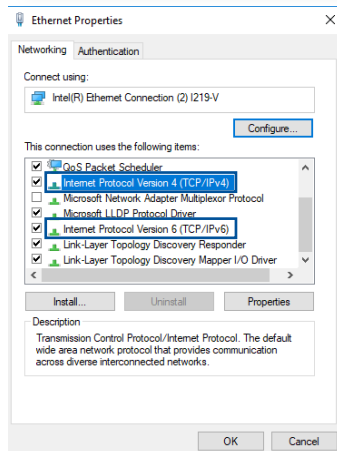 Ethernet Properties
Networking
Authentication
Connect using:
Intel(R) Ethernet Connection (2) I219-V
Configure...
This connection uses the following items:
QoS Packet Scheduler
Internet Protocol Version 4 (TCP/IPv4)
Microsoft Network Adapter Multiplexor Protocol
Microsoft LLDP Protocol Driver
Internet Protocol Version 6 (TCP/IPv6)
Link-Layer Topology Discovery Responder
Link-Layer Topology Discovery Mapper I/O Driver
Install...
Uninstall
Properties
Description
Transmission Control Protocol/Internet Protocol. The default
wide area network protocol that provides communication
across diverse interconnected networks.
OK
Cancel